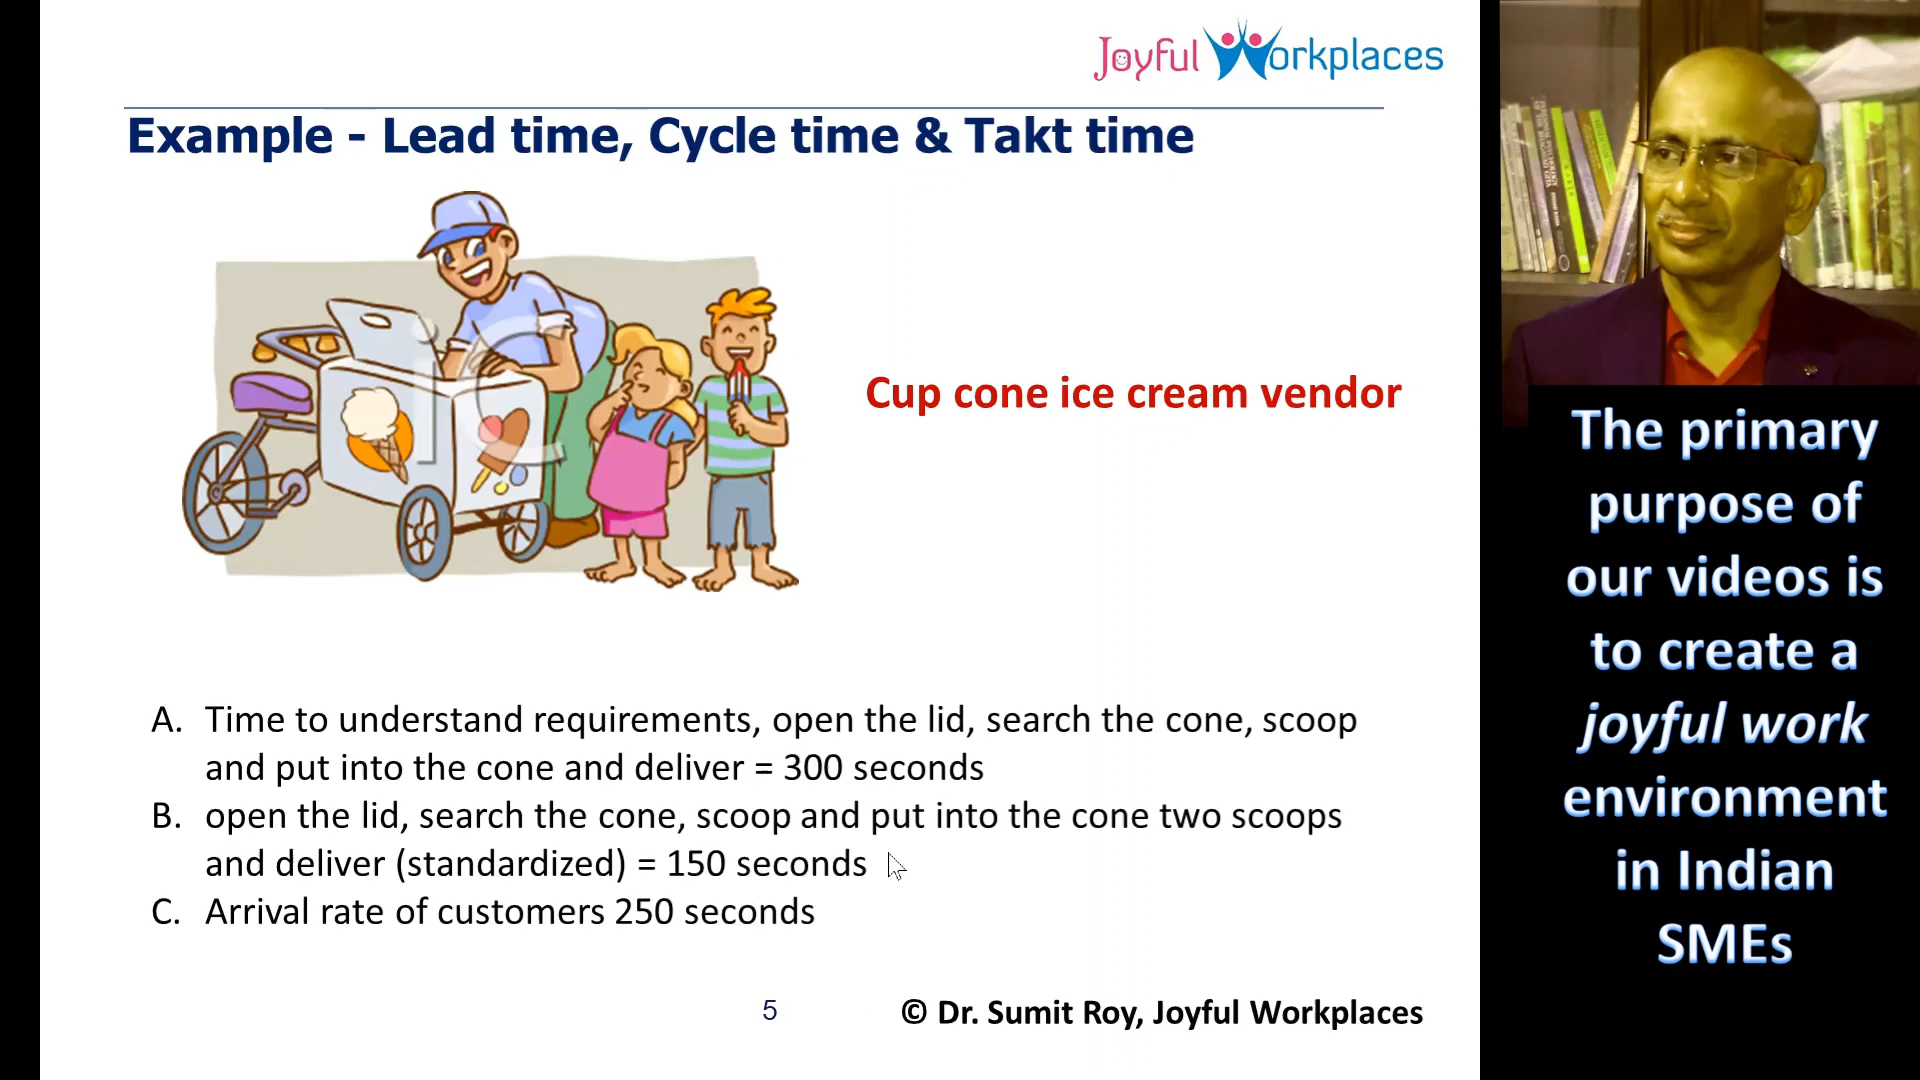 Joyful Workplaces
Example - Lead time, Cycle time & Takt time
iC
Cup cone ice cream vendor
A. Time to understand requirements, open the lid, search the cone, scoop
and put into the cone and deliver = 300 seconds
B. open the lid, search the cone, scoop and put into the cone two scoops
and deliver (standardized) = 150 seconds
C. Arrival rate of customers 250 seconds
5
© Dr. Sumit Roy, Joyful Workplaces
The primary
purpose of
our videos is
to create a
joyful work
environment
in Indian
SMEs